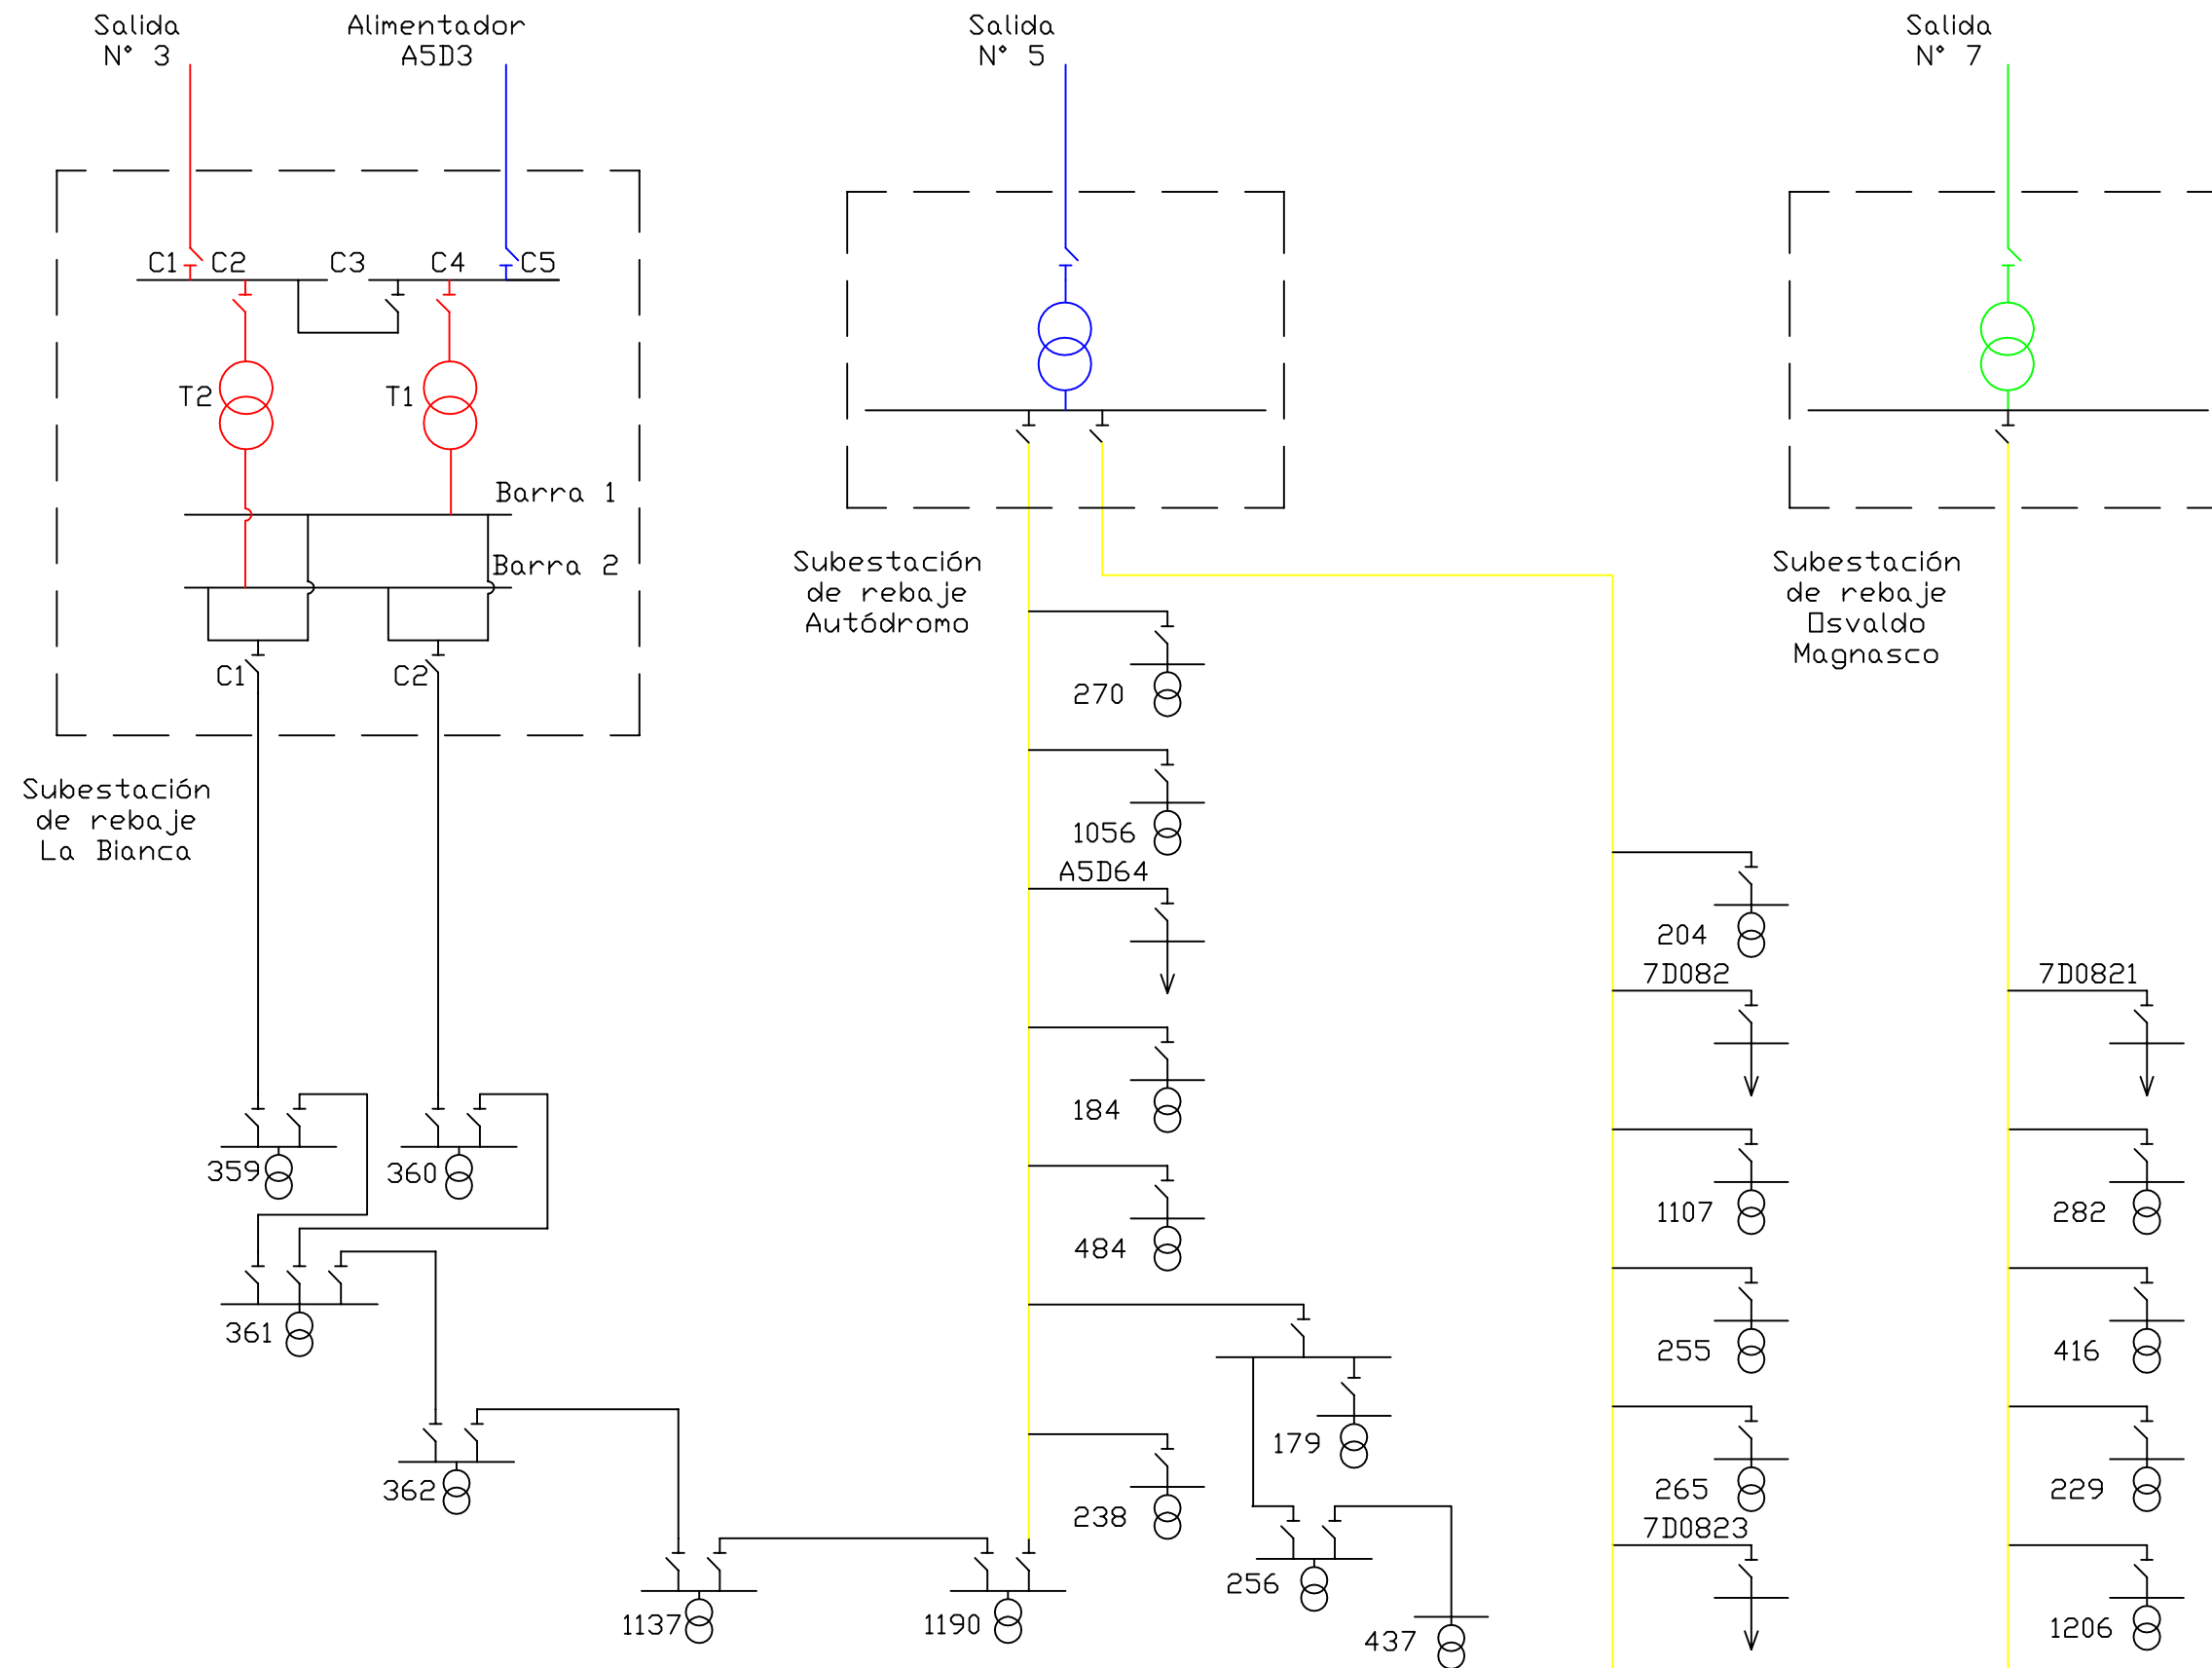 Salida
N° 3
Alimentador
A5D3
Salida
N° 5
Salida
N° 7
C1
C2
C3
C4
C5
T2
T1
Barra 1
Barra 2
C1
C2
Subestación
de rebaje
La Bianca
Subestación
de rebaje
Autódromo
Subestación
de rebaje
Osvaldo
Magnasco
270
1056
A5D64
184
484
179
238
256
437
204
7D082
1107
255
265
7D0823
7D0821
282
416
229
1206
359
360
361
362
1137
1190